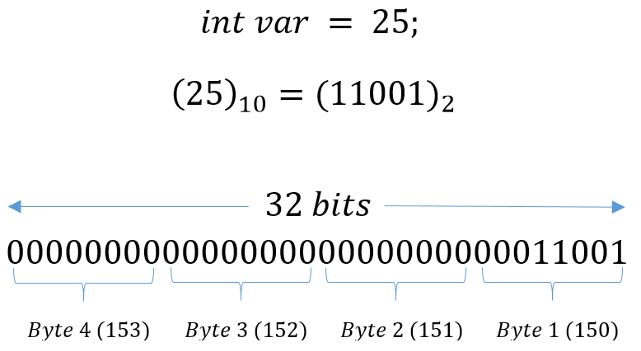 int var = 25;
(25)₁₀ = (11001)₂
32 bits
00000000000000000000000000011001
Byte 4 (153) Byte 3 (152) Byte 2 (151) Byte 1 (150)